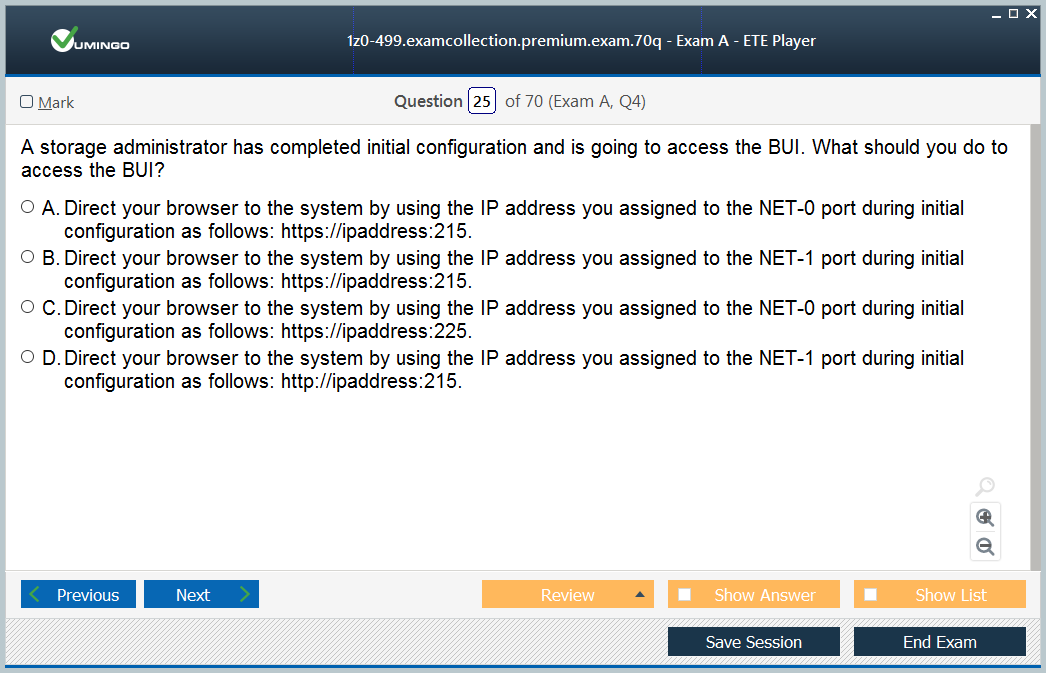 VUMINGO
1z0-499.examcollection.premium.exam.70q - Exam A - ETE Player
Mark
Question 25 of 70 (Exam A, Q4)
A storage administrator has completed initial configuration and is going to access the BUI. What should you do to
access the BUI?
A. Direct your browser to the system by using the IP address you assigned to the NET-0 port during initial
configuration as follows: https://ipaddress:215.
B. Direct your browser to the system by using the IP address you assigned to the NET-1 port during initial
configuration as follows: https://ipaddress:215.
C. Direct your browser to the system by using the IP address you assigned to the NET-0 port during initial
configuration as follows: https://ipaddress:225.
D. Direct your browser to the system by using the IP address you assigned to the NET-1 port during initial
configuration as follows: http://ipaddress:215.
Previous
Next
Review
Show Answer
Show List
Save Session
End Exam